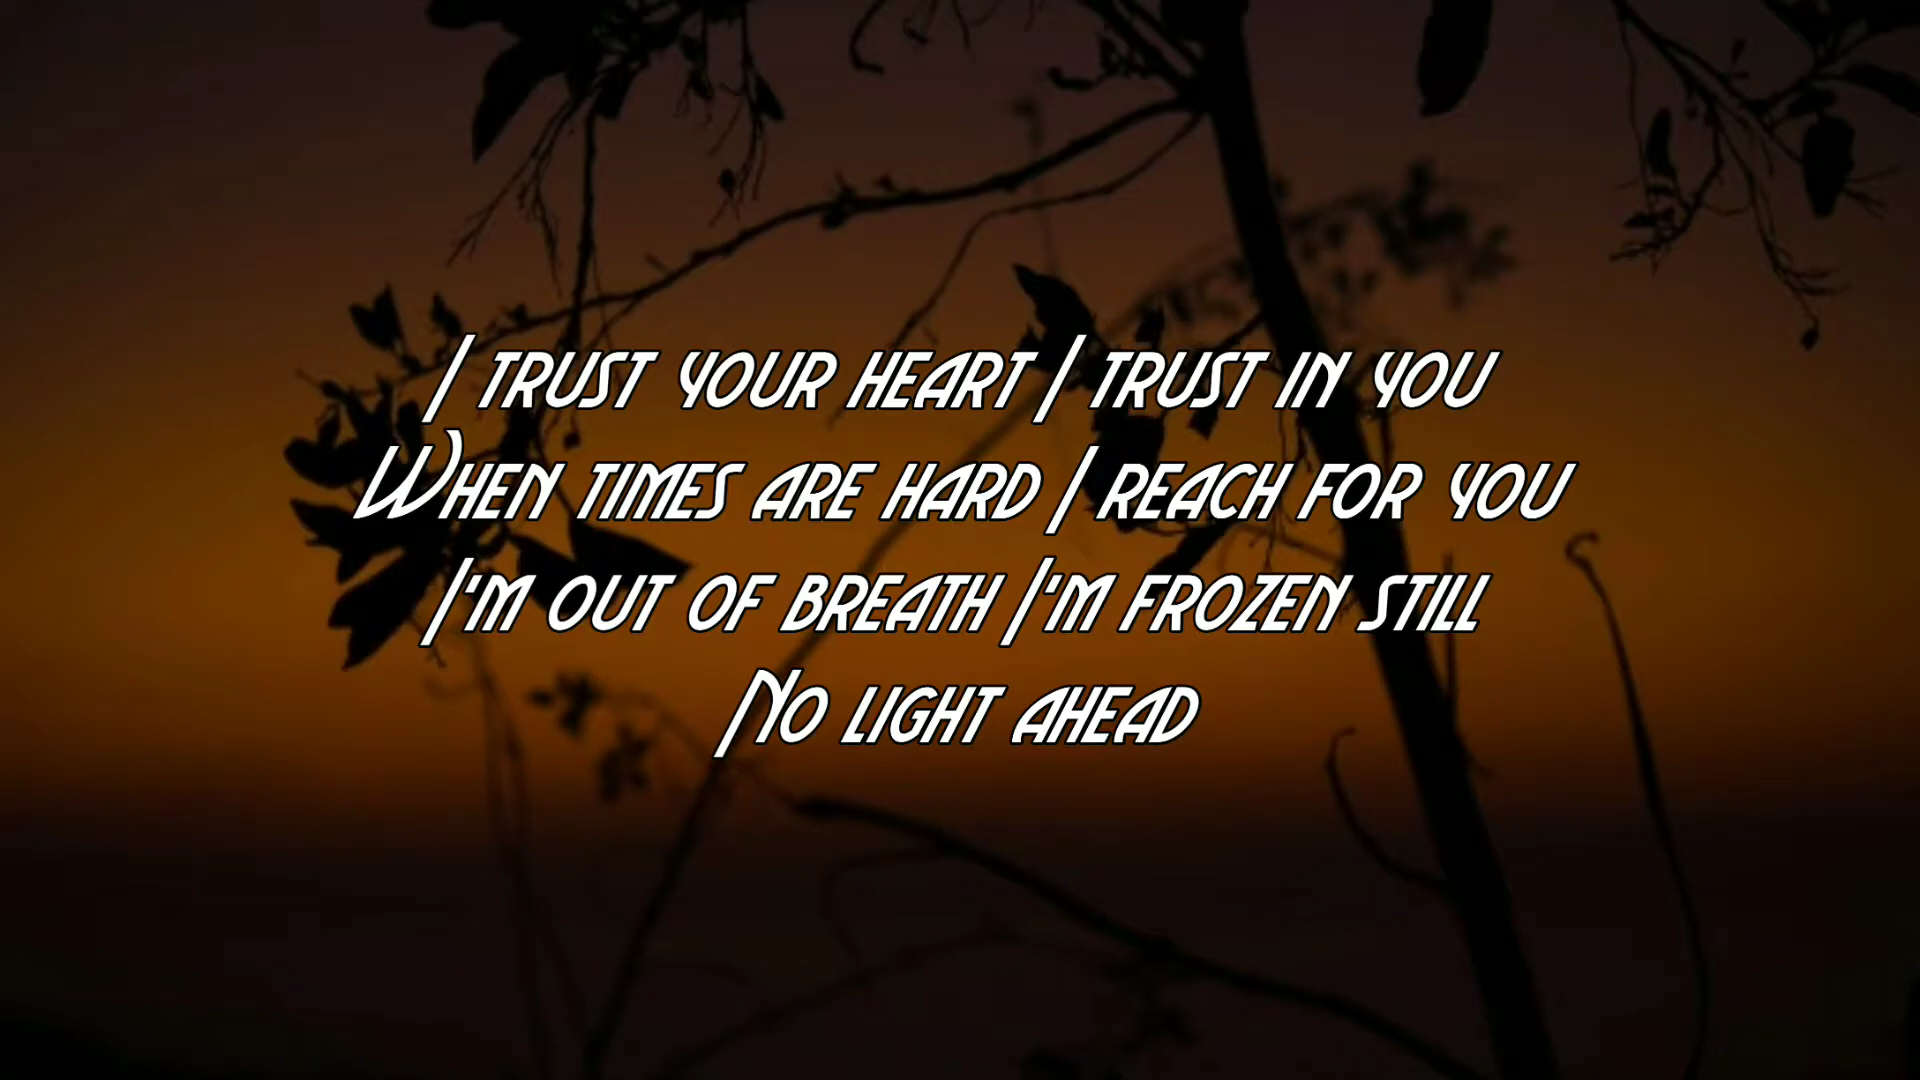 I trust your heart I trust in you
When times are hard I reach for you
I'm out of breath I'm frozen still
No light ahead